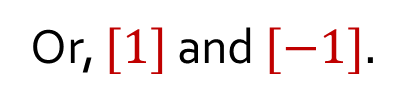 Or, [1] and [−1].